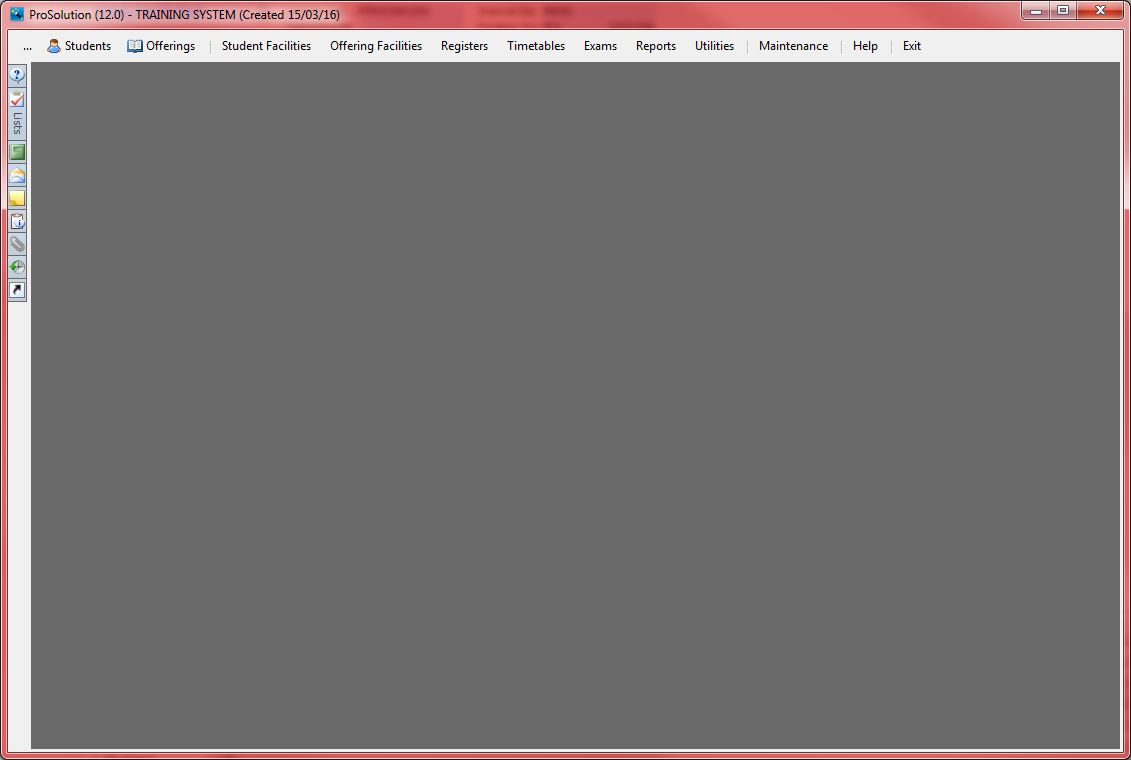 ProSolution (12.0) - TRAINING SYSTEM (Created 15/03/16)
... Students Offerings Student Facilities Offering Facilities Registers Timetables Exams Reports Utilities Maintenance Help Exit
Lists